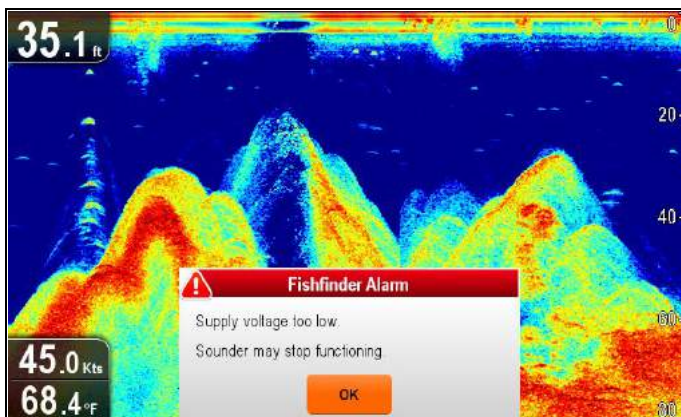 35.1 ft
0
20
40
Fishfinder Alarm
Supply voltage too low.
Sounder may stop functioning.
60
45.0 Kts
68.4°F
OK
80